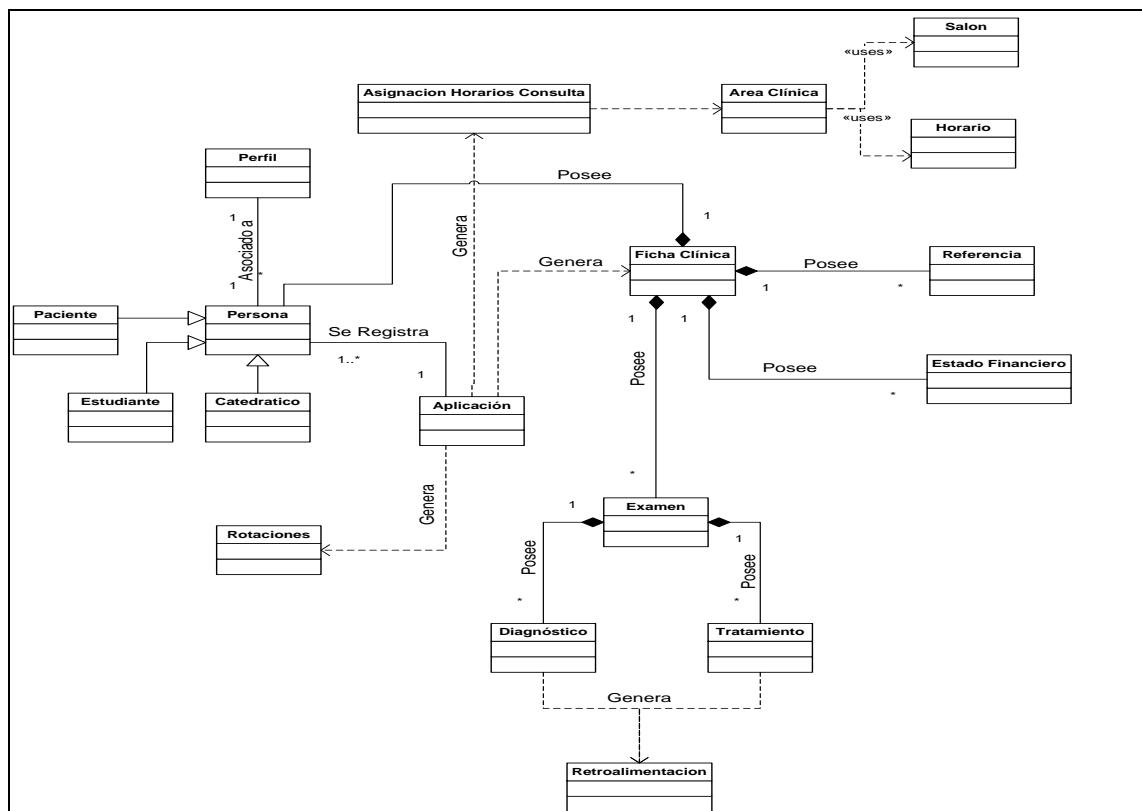 Salon
«uses»
Asignacion Horarios Consulta
Area Clínica
«uses»
Horario
Perfil
Posee
1
1
1
Asociado a
*
1
Genera
Genera
Ficha Clínica
Posee
Referencia
1
*
Paciente
Persona
Se Registra
1..*
1
1
1
Posee
Posee
Estado Financiero
*
Estudiante
Catedratico
Aplicación
Genera
*
Rotaciones
1
Examen
1
Posee
Posee
*
*
Diagnóstico
Tratamiento
Genera
Retroalimentacion